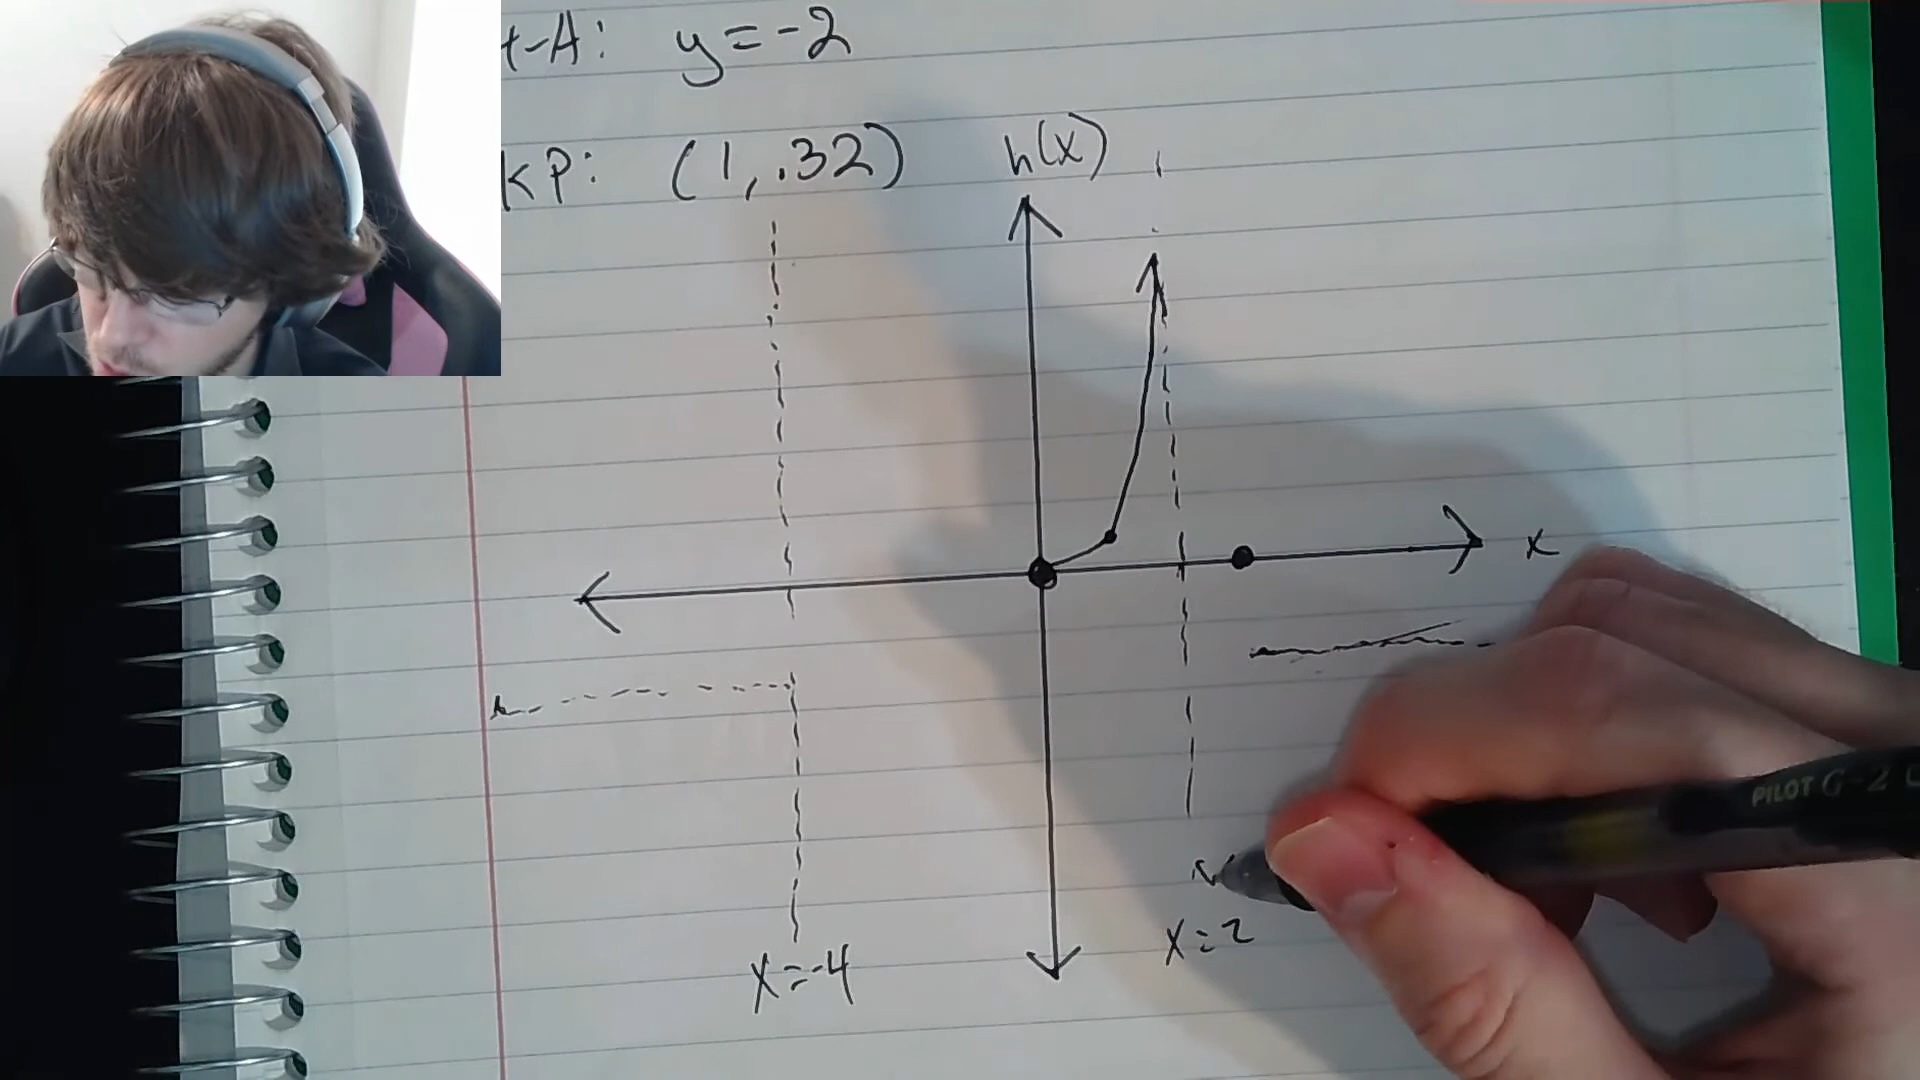 t-A: y=-2
KP: (1,.32)
h(x)
x
PILOT G-2
x=2
x=-4